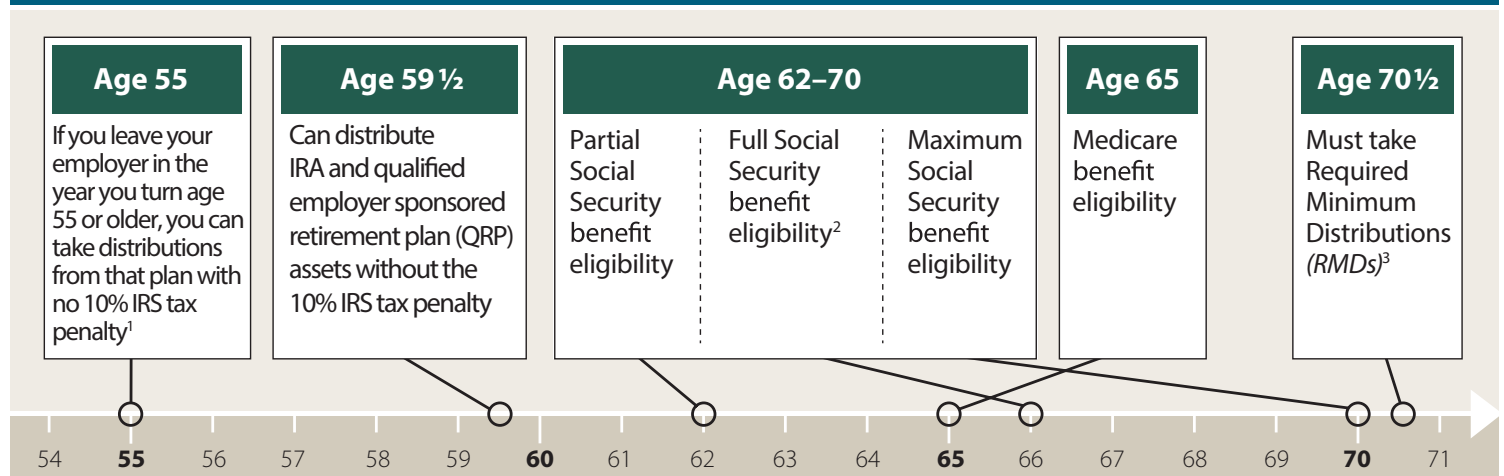 Age 55
If you leave your
employer in the
year you turn age
55 or older, you can
take distributions
from that plan with
no 10% IRS tax
penalty¹
Age 59 ½
Can distribute
IRA and qualified
employer sponsored
retirement plan (QRP)
assets without the
10% IRS tax penalty
Age 62–70
Partial
Social
Security
benefit
eligibility
Full Social
Security
benefit
eligibility²
Maximum
Social
Security
benefit
eligibility
Age 65
Medicare
benefit
eligibility
Age 70 ½
Must take
Required
Minimum
Distributions
(RMDs)³
54 55 56 57 58 59 60 61 62 63 64 65 66 67 68 69 70 71